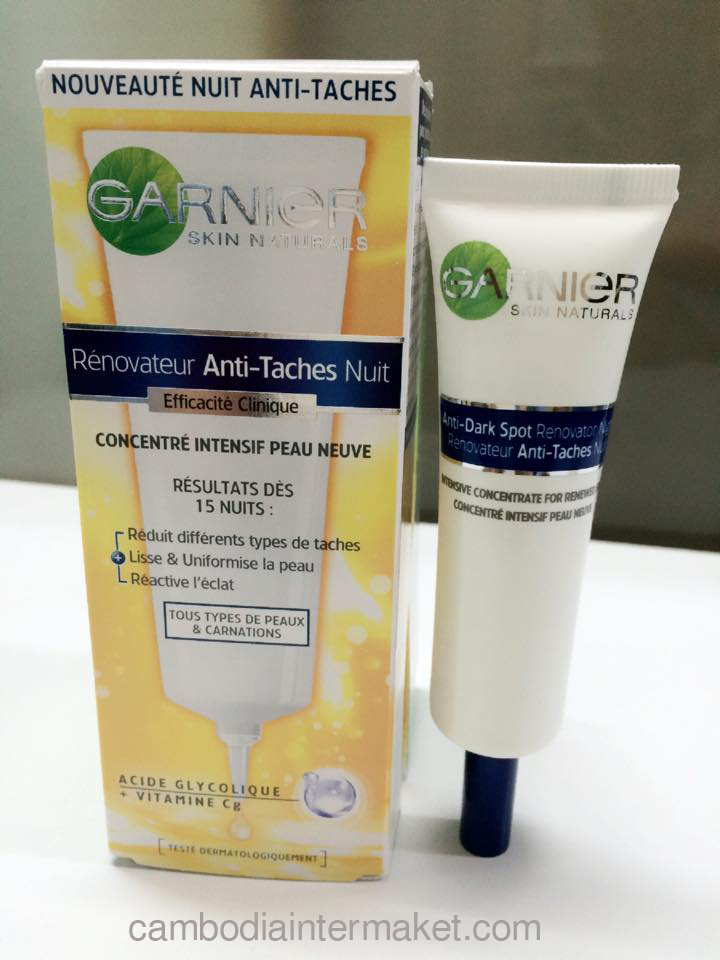 NOUVEAUTÉ NUIT ANTI-TACHES
GARNIER
SKIN NATURALS
Rénovateur Anti-Taches Nuit
Efficacité Clinique
CONCENTRÉ INTENSIF PEAU NEUVE
RÉSULTATS DÈS
15 NUITS :
Réduit différents types de taches
Lisse & Uniformise la peau
Réactive l'éclat
TOUS TYPES DE PEAUX
& CARNATIONS
ACIDE GLYCOLIQUE
+ VITAMINE Cg
[TESTÉ DERMATOLOGIQUEMENT]
GARNIER
SKIN NATURALS
Anti-Dark Spot Renovator
Rénovateur Anti-Taches
INTENSIVE CONCENTRATE FOR
CONCENTRÉ INTENSIF PEAU NEUVE
cambodiaintermaket.com